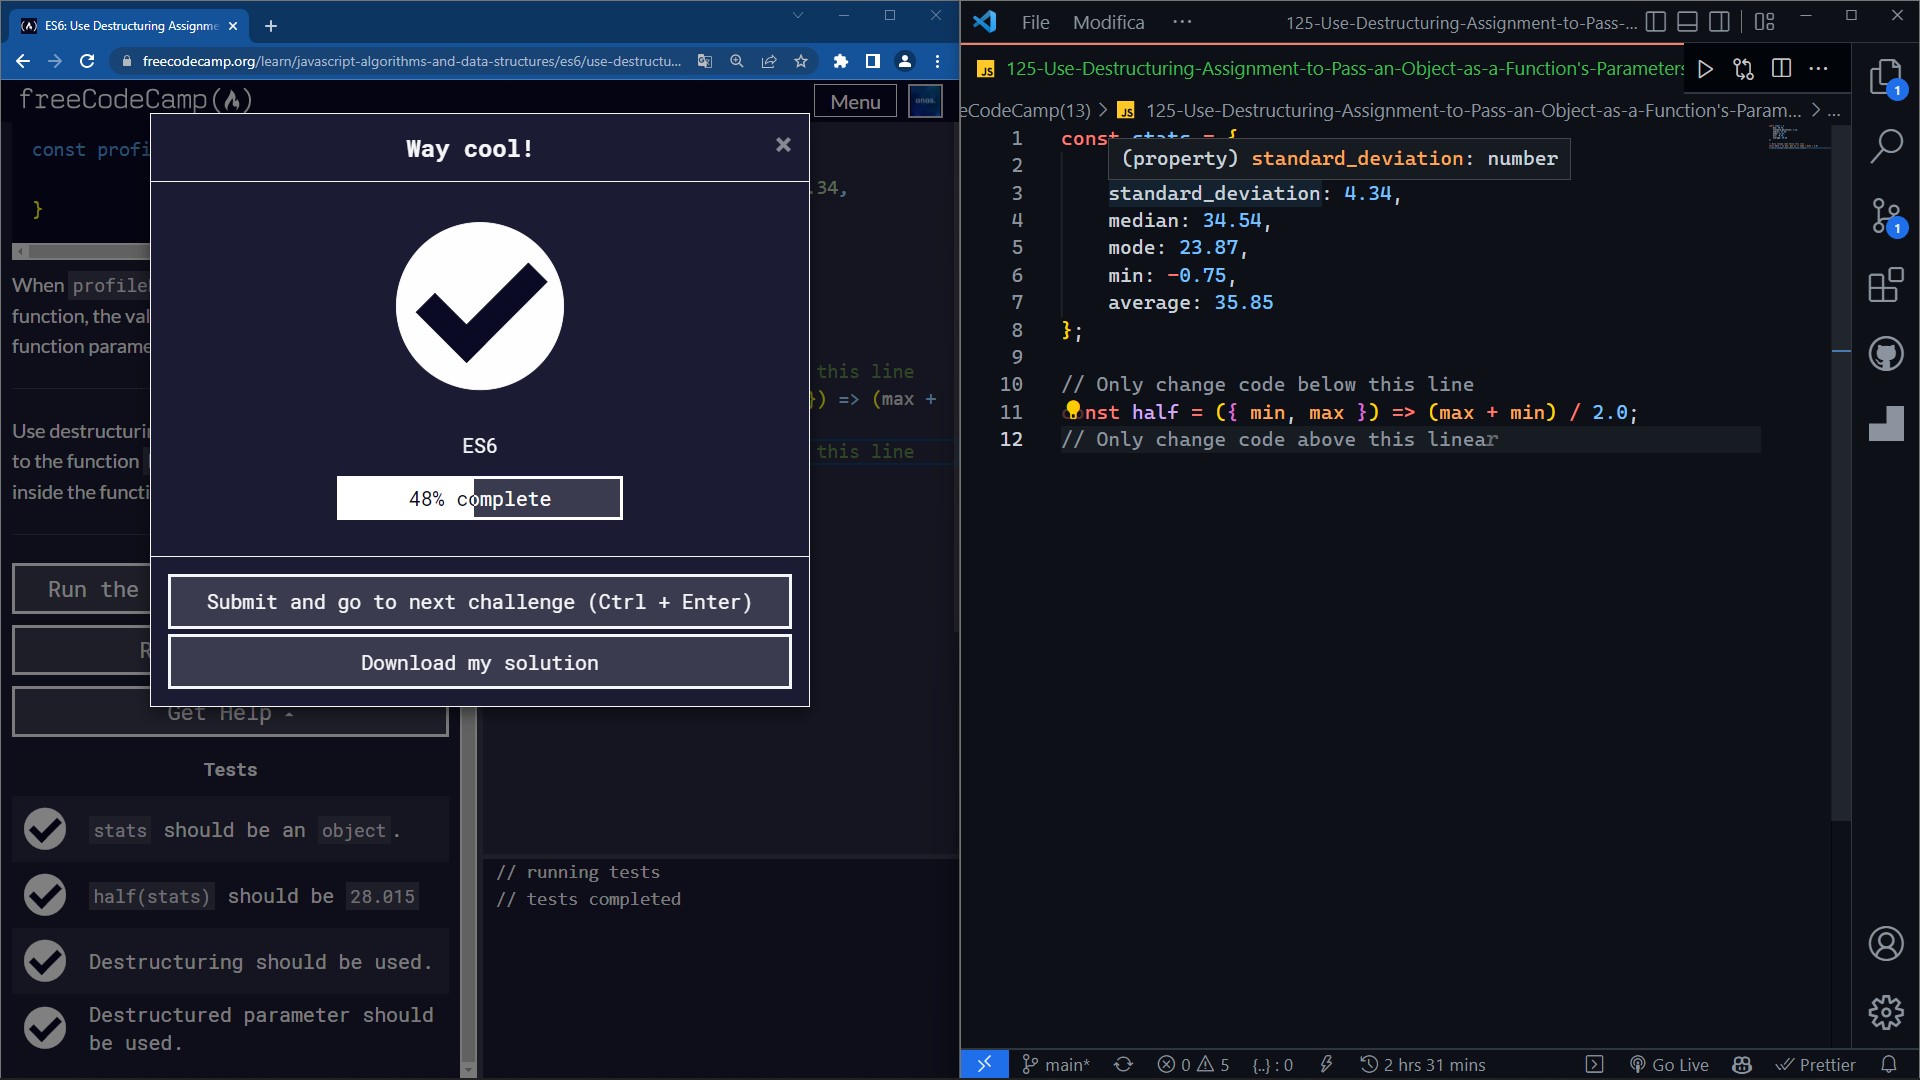 ES6: Use Destructuring Assignme
freecodecamp.org/learn/javascript-algorithms-and-data-structures/es6/use-destructu...
freeCodeCamp
Menu
const profi
}
When profile
function, the val
function parame
Use destructurin
to the function
inside the functi
Run the
R
Get Help
Tests
stats should be an object.
half(stats) should be 28.015
Destructuring should be used.
Destructured parameter should
be used.
Way cool!
×
ES6
48% complete
Submit and go to next challenge (Ctrl + Enter)
Download my solution
.34,
this line
}) => (max +
this line
// running tests
// tests completed
File Modifica ··· 125-Use-Destructuring-Assignment-to-Pass-...
JS 125-Use-Destructuring-Assignment-to-Pass-an-Object-as-a-Function's-Parameters
eCodeCamp(13) > JS 125-Use-Destructuring-Assignment-to-Pass-an-Object-as-a-Function's-Param... > ...
1 const stats = {
(property) standard_deviation: number
2
3 standard_deviation: 4.34,
4 median: 34.54,
5 mode: 23.87,
6 min: -0.75,
7 average: 35.85
8 };
9
10 // Only change code below this line
11 const half = ({ min, max }) => (max + min) / 2.0;
12 // Only change code above this linear
1
1
main* 0 5 {..} : 0 2 hrs 31 mins Go Live Prettier